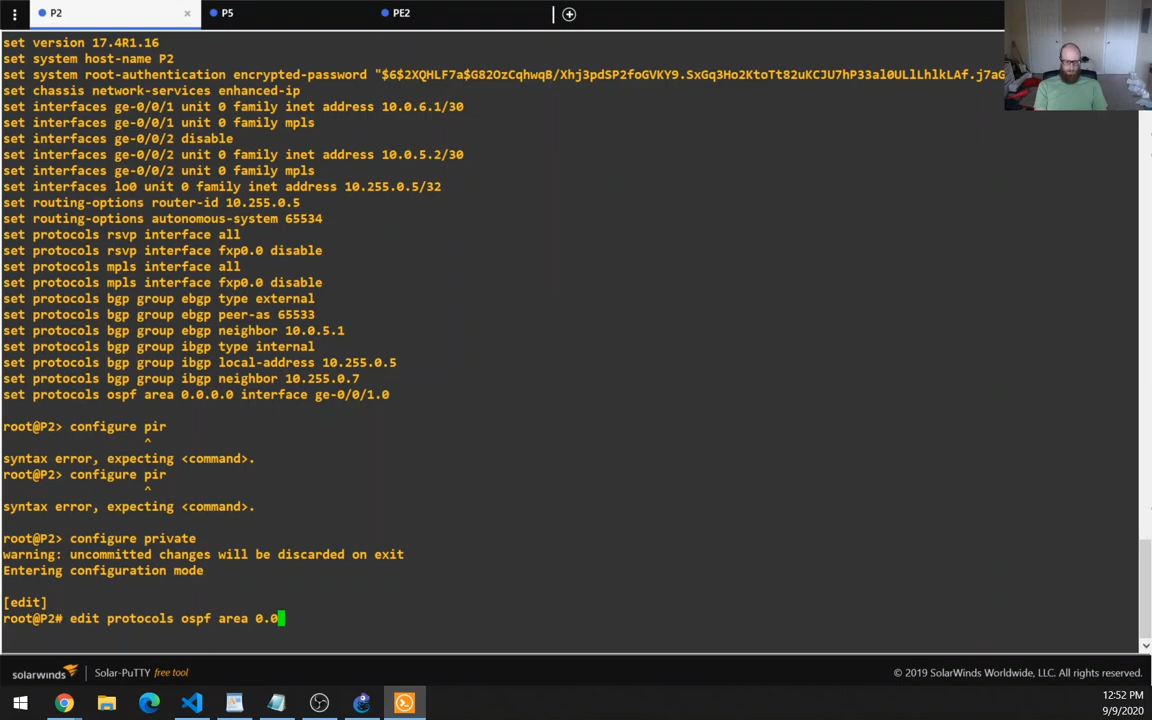 P2
P5
PE2
set version 17.4R1.16
set system host-name P2
set system root-authentication encrypted-password
set chassis network-services enhanced-ip
set interfaces ge-0/0/1 unit 0 family inet address 10.0.6.1/30
set interfaces ge-0/0/1 unit 0 family mpls
set interfaces ge-0/0/2 disable
set interfaces ge-0/0/2 unit 0 family inet address 10.0.5.2/30
set interfaces ge-0/0/2 unit 0 family mpls
set interfaces lo0 unit 0 family inet address 10.255.0.5/32
set routing-options router-id 10.255.0.5
set routing-options autonomous-system 65534
set protocols rsvp interface all
set protocols rsvp interface fxp0.0 disable
set protocols mpls interface all
set protocols mpls interface fxp0.0 disable
set protocols bgp group ebgp type external
set protocols bgp group ebgp peer-as 65533
set protocols bgp group ebgp neighbor 10.0.5.1
set protocols bgp group ibgp type internal
set protocols bgp group ibgp local-address 10.255.0.5
set protocols bgp group ibgp neighbor 10.255.0.7
set protocols ospf area 0.0.0.0 interface ge-0/0/1.0
root@P2> configure pir
^
syntax error, expecting <command>.
root@P2> configure pir
^
syntax error, expecting <command>.
root@P2> configure private
warning: uncommitted changes will be discarded on exit
Entering configuration mode
[edit]
root@P2# edit protocols ospf area 0.0
solarwinds Solar-PuTTY free tool
© 2019 SolarWinds Worldwide, LLC. All rights reserved.
12:52 PM
9/9/2020